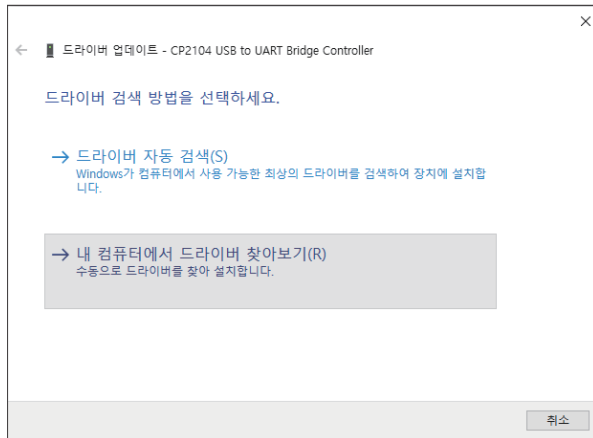 드라이버 업데이트 - CP2104 USB to UART Bridge Controller
드라이버 검색 방법을 선택하세요.
드라이버 자동 검색(S)
Windows가 컴퓨터에서 사용 가능한 최상의 드라이버를 검색하여 장치에 설치합
니다.
내 컴퓨터에서 드라이버 찾아보기(R)
수동으로 드라이버를 찾아 설치합니다.
취소